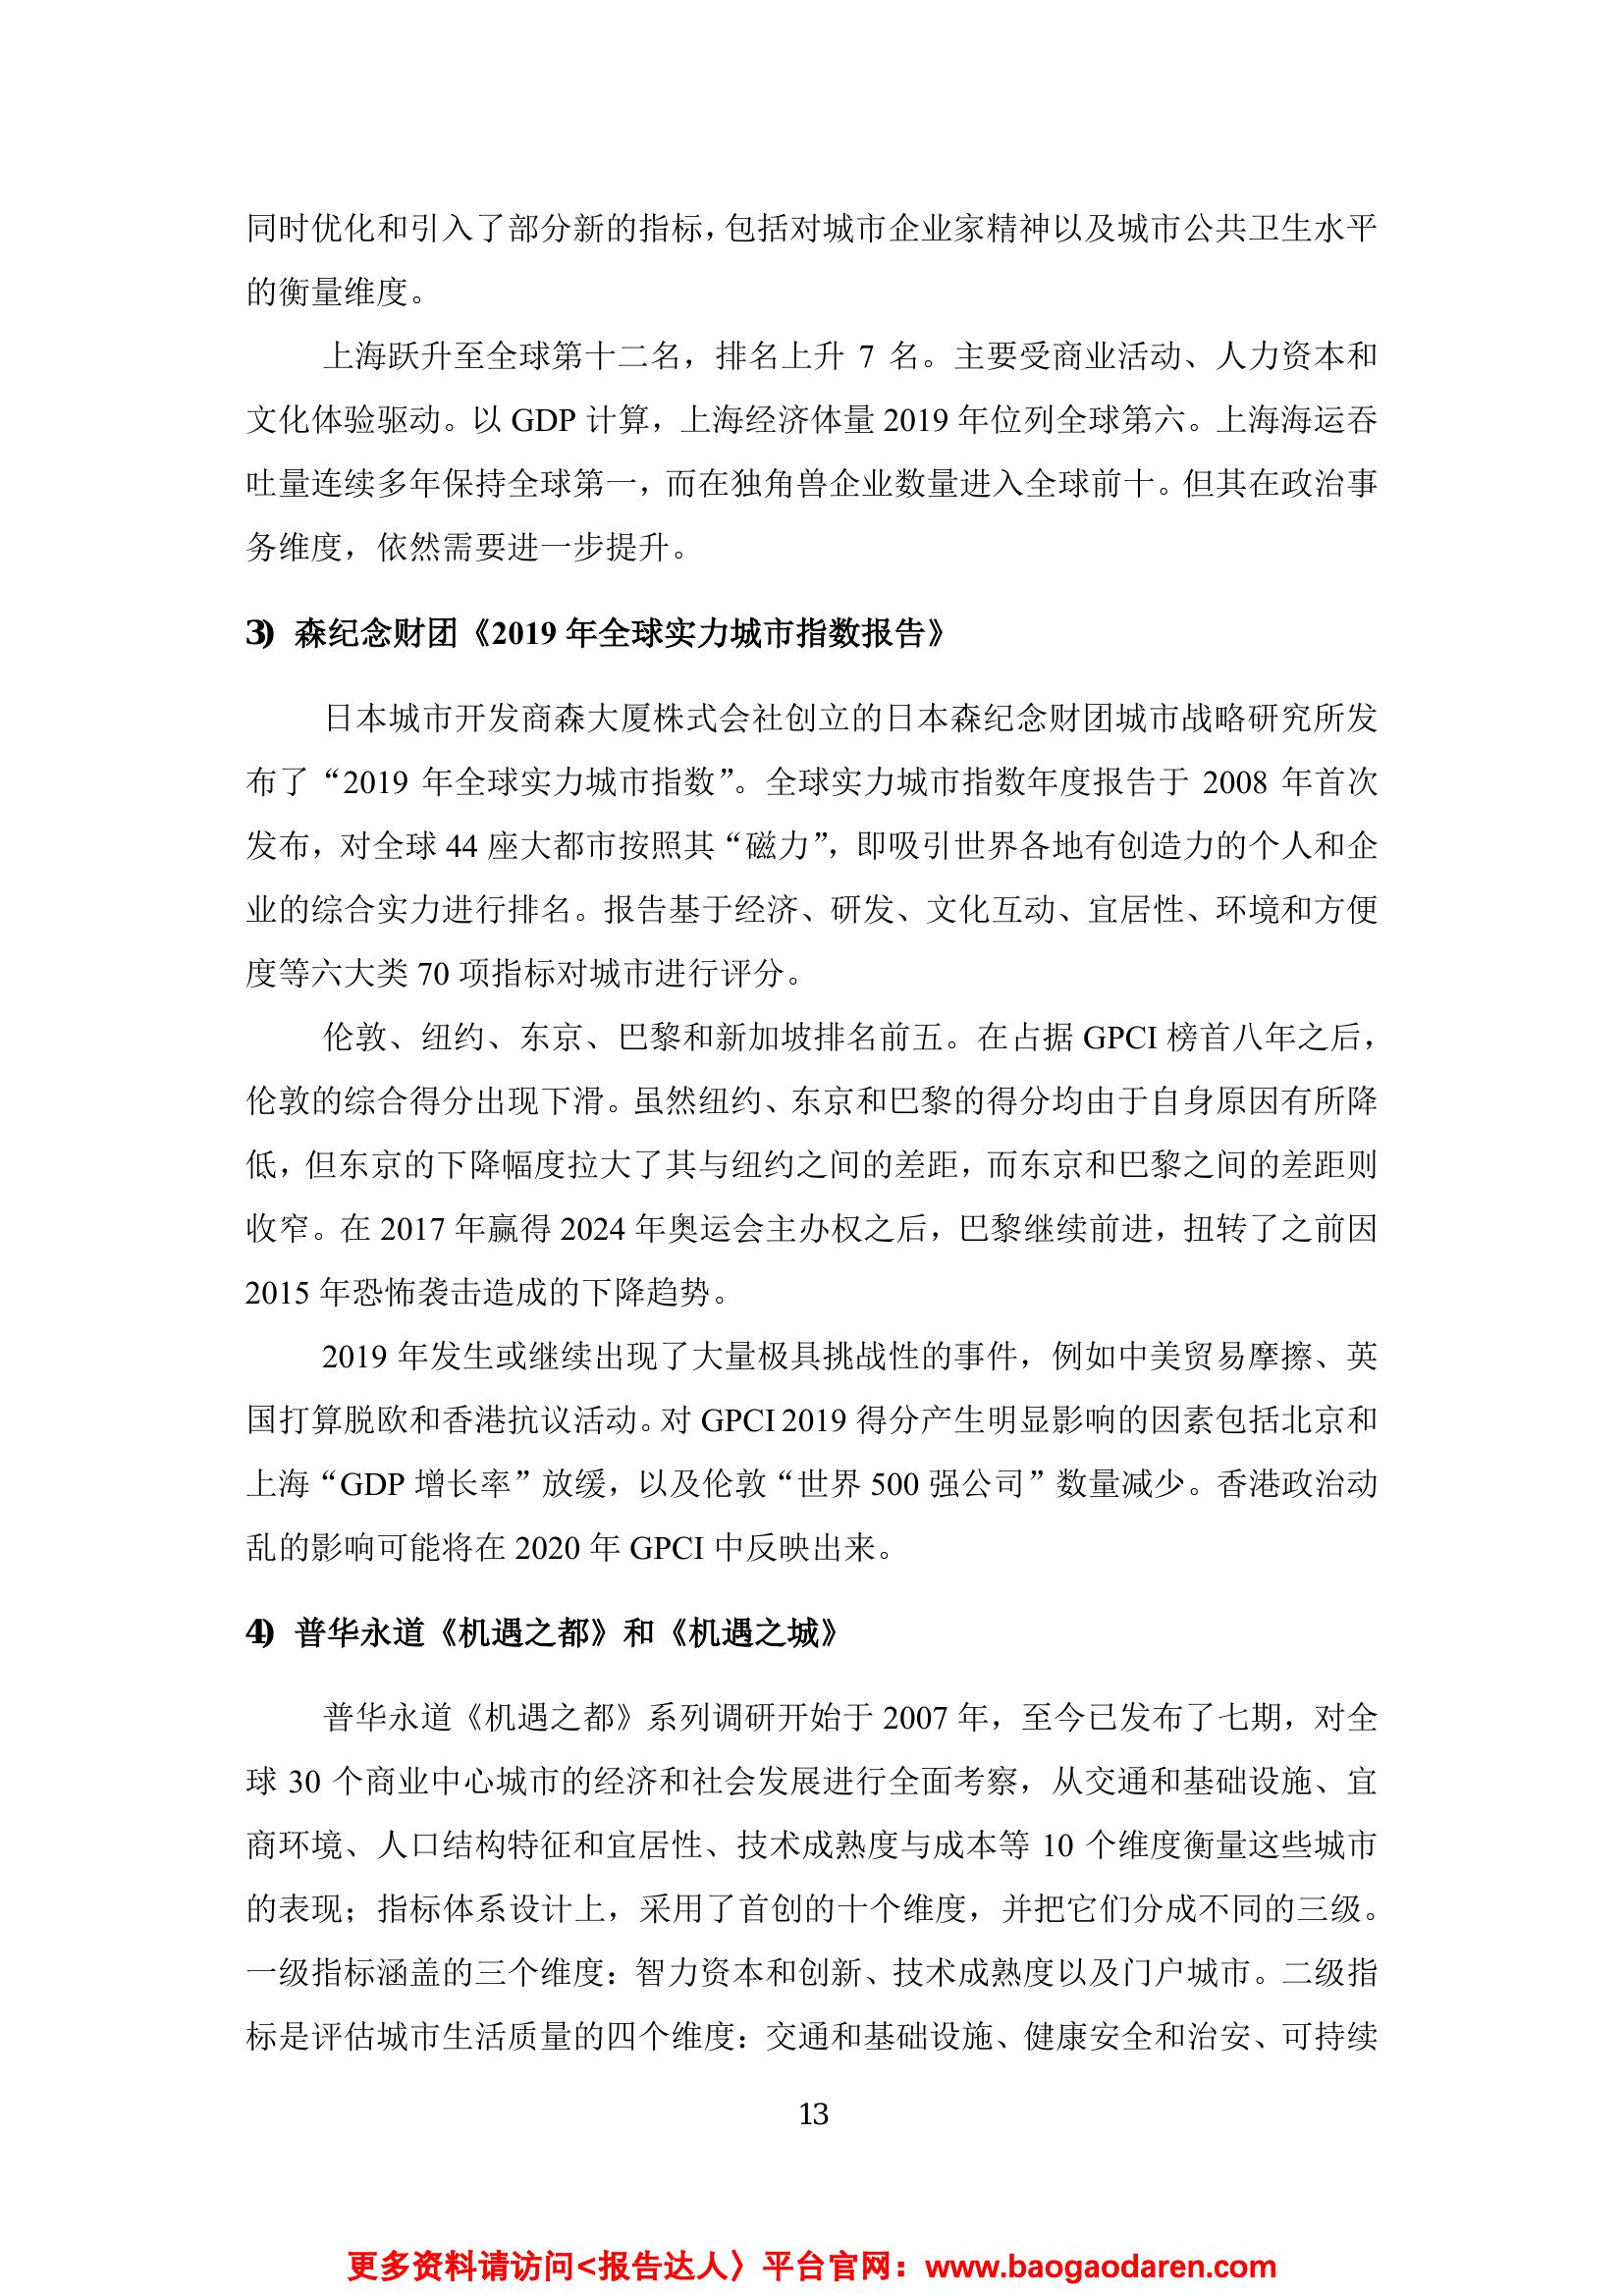 同时优化和引入了部分新的指标，包括对城市企业家精神以及城市公共卫生水平
的衡量维度。
上海跃升至全球第十二名，排名上升 7 名。主要受商业活动、人力资本和
文化体验驱动。以 GDP 计算，上海经济体量 2019 年位列全球第六。上海海运吞
吐量连续多年保持全球第一，而在独角兽企业数量进入全球前十。但其在政治事
务维度，依然需要进一步提升。
3) 森纪念财团《2019 年全球实力城市指数报告》
日本城市开发商森大厦株式会社创立的日本森纪念财团城市战略研究所发
布了“2019 年全球实力城市指数”。全球实力城市指数年度报告于 2008 年首次
发布，对全球 44 座大都市按照其“磁力”，即吸引世界各地有创造力的个人和企
业的综合实力进行排名。报告基于经济、研发、文化互动、宜居性、环境和方便
度等六大类 70 项指标对城市进行评分。
伦敦、纽约、东京、巴黎和新加坡排名前五。在占据 GPCI 榜首八年之后，
伦敦的综合得分出现下滑。虽然纽约、东京和巴黎的得分均由于自身原因有所降
低，但东京的下降幅度拉大了其与纽约之间的差距，而东京和巴黎之间的差距则
收窄。在 2017 年赢得 2024 年奥运会主办权之后，巴黎继续前进，扭转了之前因
2015 年恐怖袭击造成的下降趋势。
2019 年发生或继续出现了大量极具挑战性的事件，例如中美贸易摩擦、英
国打算脱欧和香港抗议活动。对 GPCI 2019 得分产生明显影响的因素包括北京和
上海“GDP 增长率”放缓，以及伦敦“世界 500 强公司”数量减少。香港政治动
乱的影响可能将在 2020 年 GPCI 中反映出来。
4) 普华永道《机遇之都》和《机遇之城》
普华永道《机遇之都》系列调研开始于 2007 年，至今已发布了七期，对全
球 30 个商业中心城市的经济和社会发展进行全面考察，从交通和基础设施、宜
商环境、人口结构特征和宜居性、技术成熟度与成本等 10 个维度衡量这些城市
的表现；指标体系设计上，采用了首创的十个维度，并把它们分成不同的三级。
一级指标涵盖的三个维度：智力资本和创新、技术成熟度以及门户城市。二级指
标是评估城市生活质量的四个维度：交通和基础设施、健康安全和治安、可持续
13
更多资料请访问<报告达人〉平台官网：www.baogaodaren.com